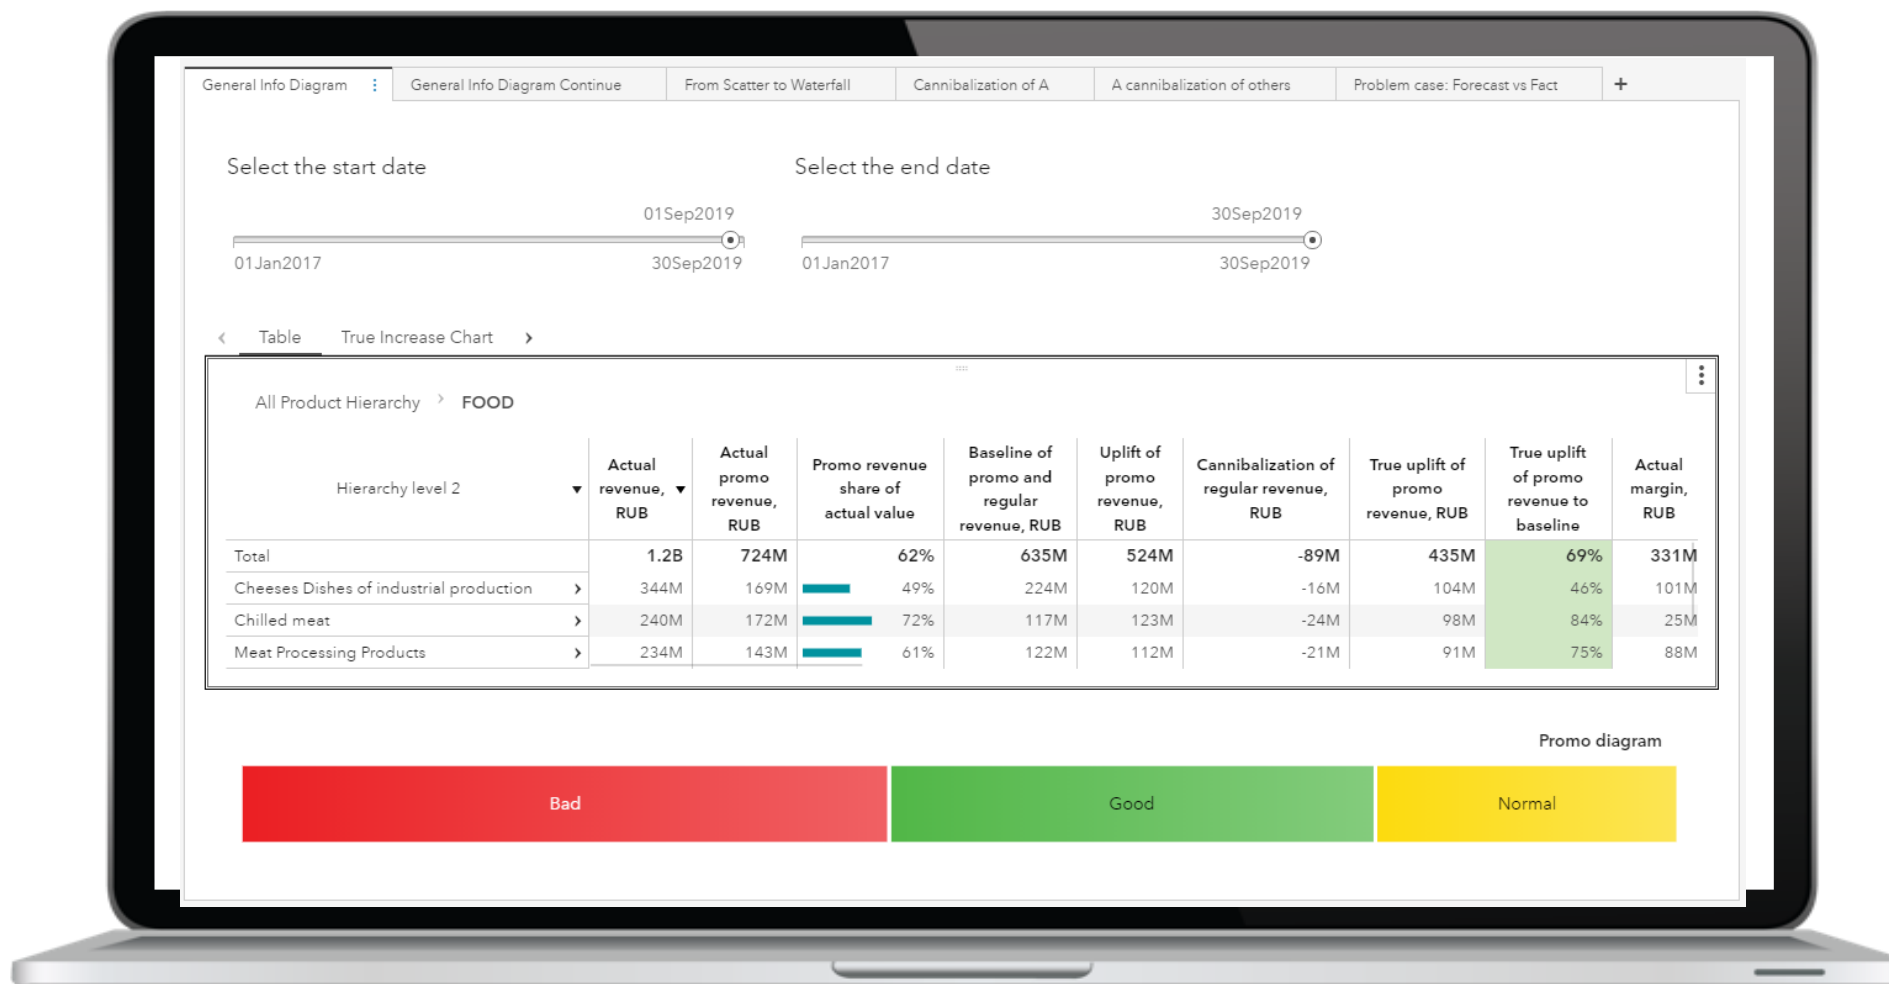 General Info Diagram
General Info Diagram Continue
From Scatter to Waterfall
Cannibalization of A
A cannibalization of others
Problem case: Forecast vs Fact
+
Select the start date
Select the end date
01Sep2019
30Sep2019
01Jan2017
30Sep2019
01Jan2017
30Sep2019
Table
True Increase Chart
All Product Hierarchy
FOOD
Hierarchy level 2
Actual
revenue,
RUB
Actual
promo
revenue,
RUB
Promo revenue
share of
actual value
Baseline of
promo and
regular
revenue, RUB
Uplift of
promo
revenue,
RUB
Cannibalization of
regular revenue,
RUB
True uplift of
promo
revenue, RUB
True uplift
of promo
revenue to
baseline
Actual
margin,
RUB
Total 1.2B 724M 62% 635M 524M -89M 435M 69% 331M
Cheeses Dishes of industrial production 344M 169M 49% 224M 120M -16M 104M 46% 101M
Chilled meat 240M 172M 72% 117M 123M -24M 98M 84% 25M
Meat Processing Products 234M 143M 61% 122M 112M -21M 91M 75% 88M
Promo diagram
Bad
Good
Normal